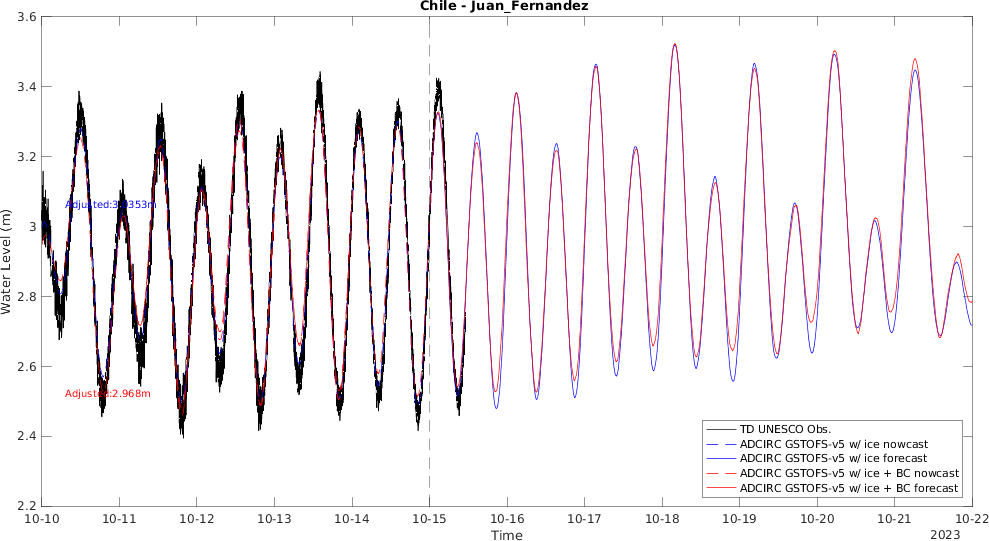 Chile - Juan_Fernandez
3.6
3.4
3.2
3
2.8
2.6
2.4
2.2
Water Level (m)
Adjusted:2.968m
TD UNESCO Obs.
ADCIRC GSTOFS-v5 w/ ice nowcast
ADCIRC GSTOFS-v5 w/ ice forecast
ADCIRC GSTOFS-v5 w/ ice + BC nowcast
ADCIRC GSTOFS-v5 w/ ice + BC forecast
10-10 10-11 10-12 10-13 10-14 10-15 10-16 10-17 10-18 10-19 10-20 10-21 10-22
Time
2023